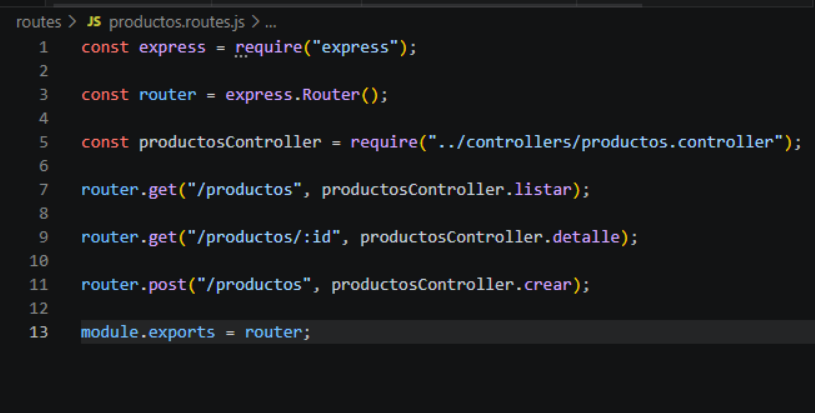 routes > JS productos.routes.js > ...
1 const express = require("express");
2
3 const router = express.Router();
4
5 const productosController = require("../controllers/productos.controller");
6
7 router.get("/productos", productosController.listar);
8
9 router.get("/productos/:id", productosController.detalle);
10
11 router.post("/productos", productosController.crear);
12
13 module.exports = router;